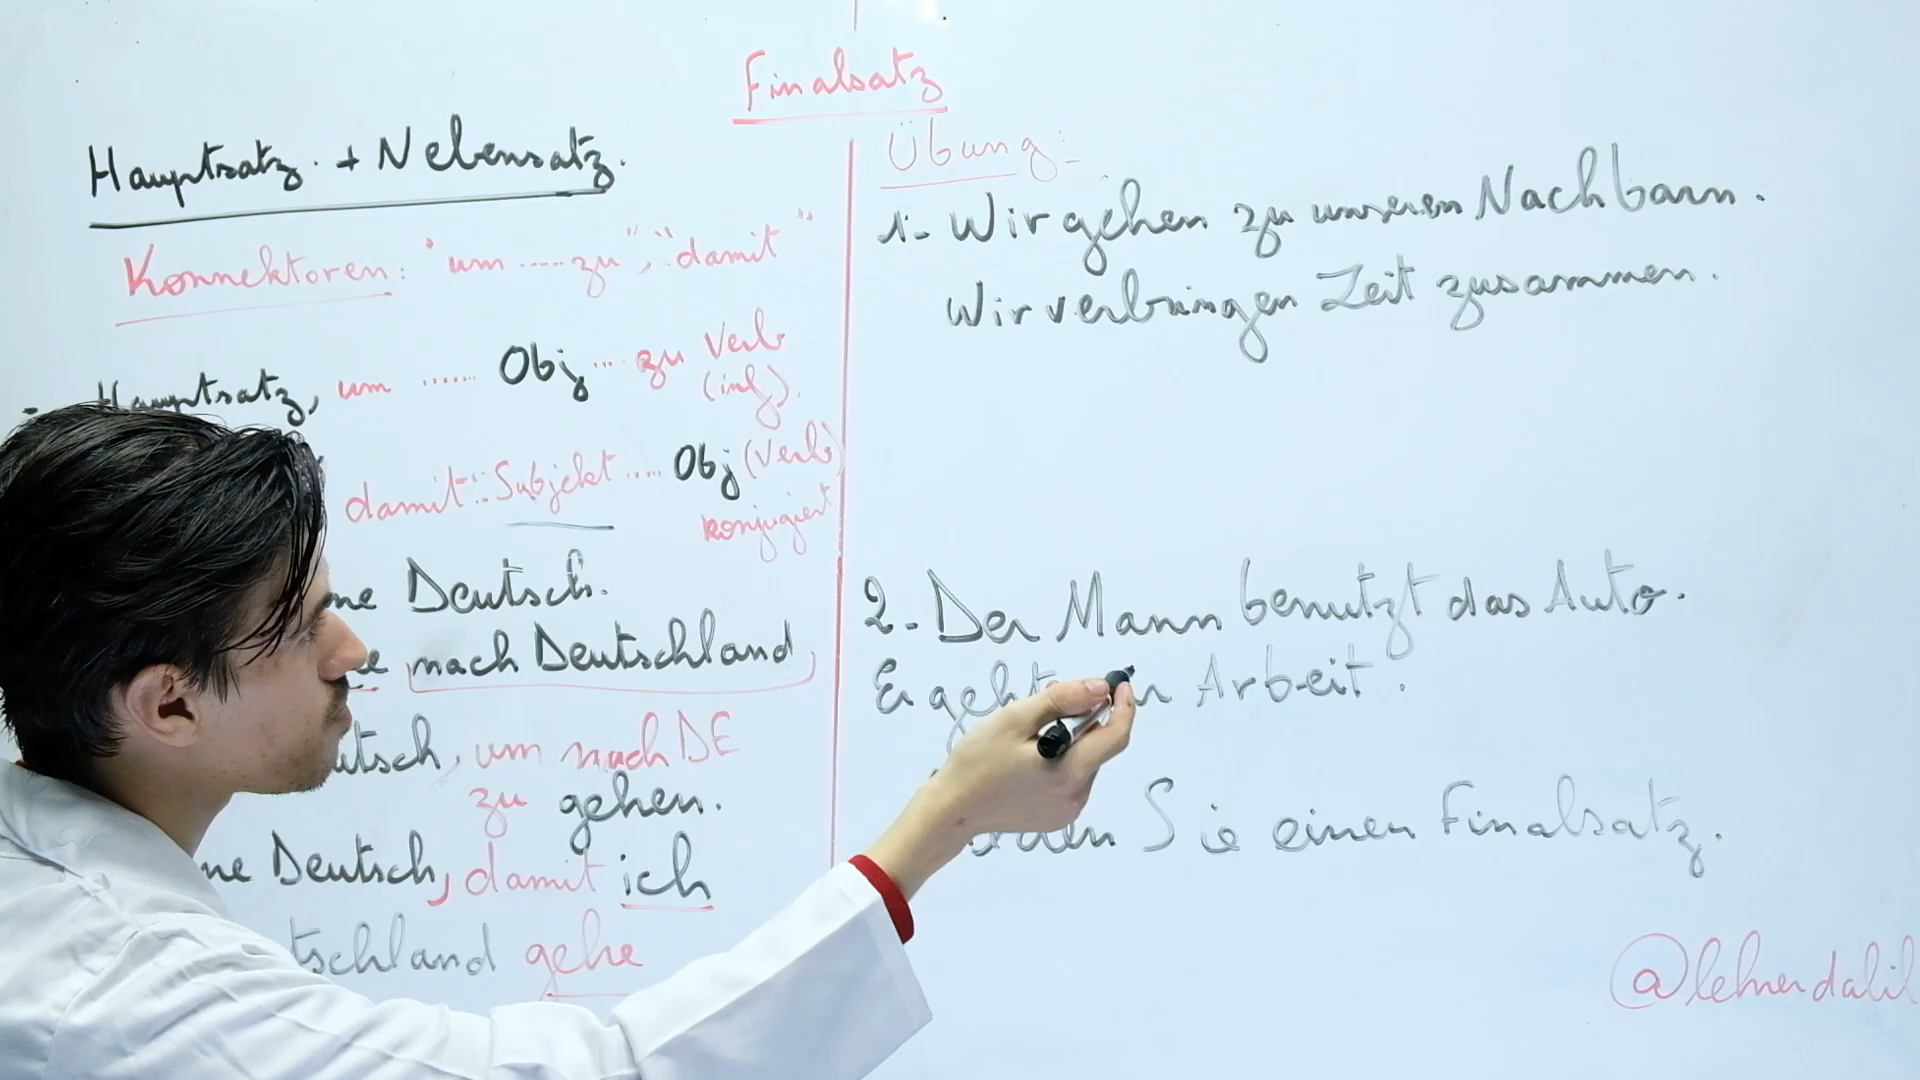 Finalsatz
Hauptsatz. + Nebensatz.
Konnektoren: "um ..... zu", "damit"
- Hauptsatz, um ...... Obj ... zu Verb
(inf).
damit .. Subjekt ..... Obj (Verb)
konjugiert
ne Deutsch.
e nach Deutschland,
utsch, um nach DE
zu gehen.
ne Deutsch, damit ich
tschland gehe
Übung:
1- Wir gehen zu unseren Nachbarn.
Wir verbringen Zeit zusammen.
2- Der Mann benutzt das Auto.
Er geht Arbeit.
Sie einen Finalsatz.
@lehrerdalil